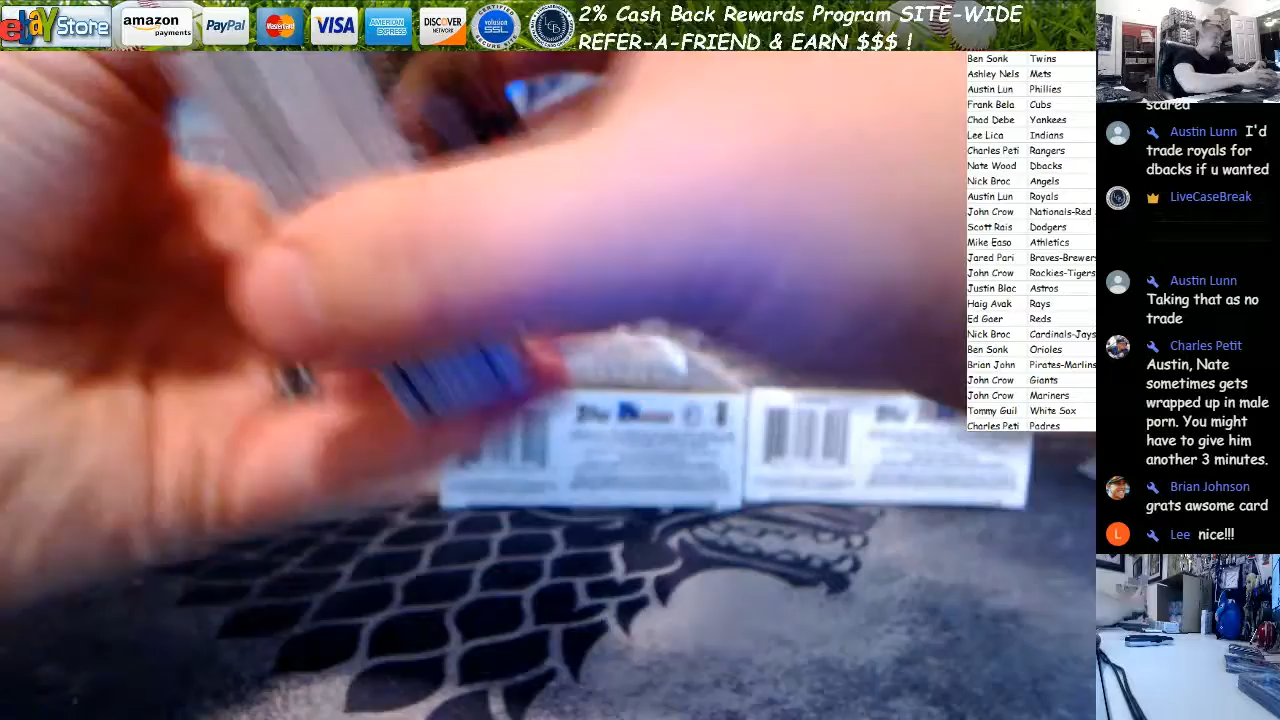 ebay Store
amazon
payments
PayPal
MasterCard
VISA
AMERICAN
EXPRESS
DISCOVER
NETWORK
CERTIFIED
volusion
SSL
SECURE
2% Cash Back Rewards Program SITE-WIDE
REFER-A-FRIEND & EARN $$$ !
Ben Sonk Twins
Ashley Nels Mets
Austin Lun Phillies
Frank Bela Cubs
Chad Debe Yankees
Lee Lica Indians
Charles Peti Rangers
Nate Wood Dbacks
Nick Broc Angels
Austin Lun Royals
John Crow Nationals-Red
Scott Rais Dodgers
Mike Easo Athletics
Jared Pari Braves-Brewers
John Crow Rockies-Tigers
Justin Blac Astros
Haig Avak Rays
Ed Gaer Reds
Nick Broc Cardinals-Jays
Ben Sonk Orioles
Brian John Pirates-Marlins
John Crow Giants
John Crow Mariners
Tommy Guil White Sox
Charles Peti Padres
scared
Austin Lunn I'd
trade royals for
dbacks if u wanted
LiveCaseBreak
Austin Lunn
Taking that as no
trade
Charles Petit
Austin, Nate
sometimes gets
wrapped up in male
porn. You might
have to give him
another 3 minutes.
Brian Johnson
grats awsome card
L Lee nice!!!